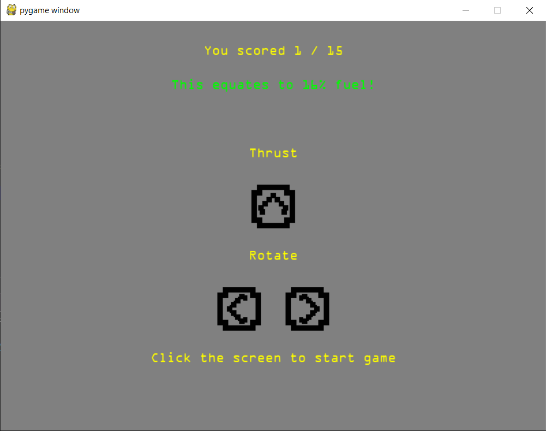 pygame window
You scored 1 / 15
This equates to 16% fuel!
Thrust
Rotate
Click the screen to start game